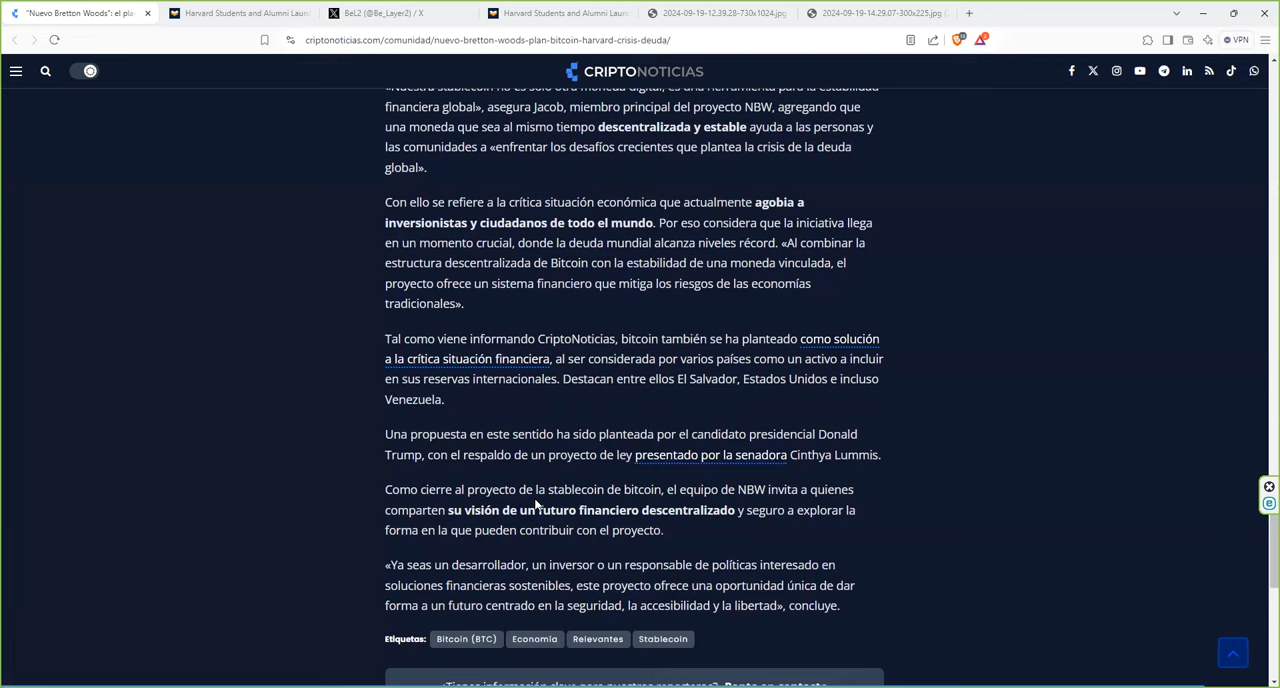 "Nuevo Bretton Woods": el pla
Harvard Students and Alumni Laun
BeL2 (@Be_Layer2) / X
Harvard Students and Alumni Laun
2024-09-19-12.39.28-730x1024.jpg
2024-09-19-14.29.07-300x225.jpg
criptonoticias.com/comunidad/nuevo-bretton-woods-plan-bitcoin-harvard-crisis-deuda/
VPN
CRIPTONOTICIAS
«Nuestra stablecoin no es solo otra moneda digital, es una herramienta para la estabilidad
financiera global», asegura Jacob, miembro principal del proyecto NBW, agregando que
una moneda que sea al mismo tiempo descentralizada y estable ayuda a las personas y
las comunidades a «enfrentar los desafíos crecientes que plantea la crisis de la deuda
global».
Con ello se refiere a la crítica situación económica que actualmente agobia a
inversionistas y ciudadanos de todo el mundo. Por eso considera que la iniciativa llega
en un momento crucial, donde la deuda mundial alcanza niveles récord. «Al combinar la
estructura descentralizada de Bitcoin con la estabilidad de una moneda vinculada, el
proyecto ofrece un sistema financiero que mitiga los riesgos de las economías
tradicionales».
Tal como viene informando CriptoNoticias, bitcoin también se ha planteado como solución
a la crítica situación financiera, al ser considerada por varios países como un activo a incluir
en sus reservas internacionales. Destacan entre ellos El Salvador, Estados Unidos e incluso
Venezuela.
Una propuesta en este sentido ha sido planteada por el candidato presidencial Donald
Trump, con el respaldo de un proyecto de ley presentado por la senadora Cinthya Lummis.
Como cierre al proyecto de la stablecoin de bitcoin, el equipo de NBW invita a quienes
comparten su visión de un futuro financiero descentralizado y seguro a explorar la
forma en la que pueden contribuir con el proyecto.
«Ya seas un desarrollador, un inversor o un responsable de políticas interesado en
soluciones financieras sostenibles, este proyecto ofrece una oportunidad única de dar
forma a un futuro centrado en la seguridad, la accesibilidad y la libertad», concluye.
Etiquetas: Bitcoin (BTC) Economía Relevantes Stablecoin
¿Tienes información clave para nuestros reporteros? Ponte en contacto